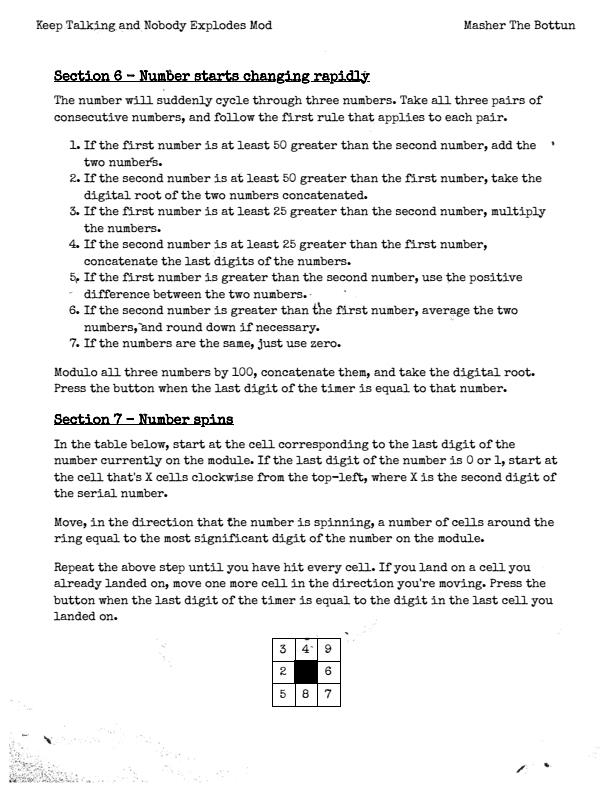 Keep Talking and Nobody Explodes Mod Masher The Bottun
Section 6 – Number starts changing rapidly
The number will suddenly cycle through three numbers. Take all three pairs of
consecutive numbers, and follow the first rule that applies to each pair.
1. If the first number is at least 50 greater than the second number, add the
two numbers.
2. If the second number is at least 50 greater than the first number, take the
digital root of the two numbers concatenated.
3. If the first number is at least 25 greater than the second number, multiply
the numbers.
4. If the second number is at least 25 greater than the first number,
concatenate the last digits of the numbers.
5. If the first number is greater than the second number, use the positive
difference between the two numbers.
6. If the second number is greater than the first number, average the two
numbers, and round down if necessary.
7. If the numbers are the same, just use zero.
Modulo all three numbers by 100, concatenate them, and take the digital root.
Press the button when the last digit of the timer is equal to that number.
Section 7 – Number spins
In the table below, start at the cell corresponding to the last digit of the
number currently on the module. If the last digit of the number is 0 or 1, start at
the cell that's X cells clockwise from the top-left, where X is the second digit of
the serial number.
Move, in the direction that the number is spinning, a number of cells around the
ring equal to the most significant digit of the number on the module.
Repeat the above step until you have hit every cell. If you land on a cell you
already landed on, move one more cell in the direction you're moving. Press the
button when the last digit of the timer is equal to the digit in the last cell you
landed on.
3 4 9
2 6
5 8 7